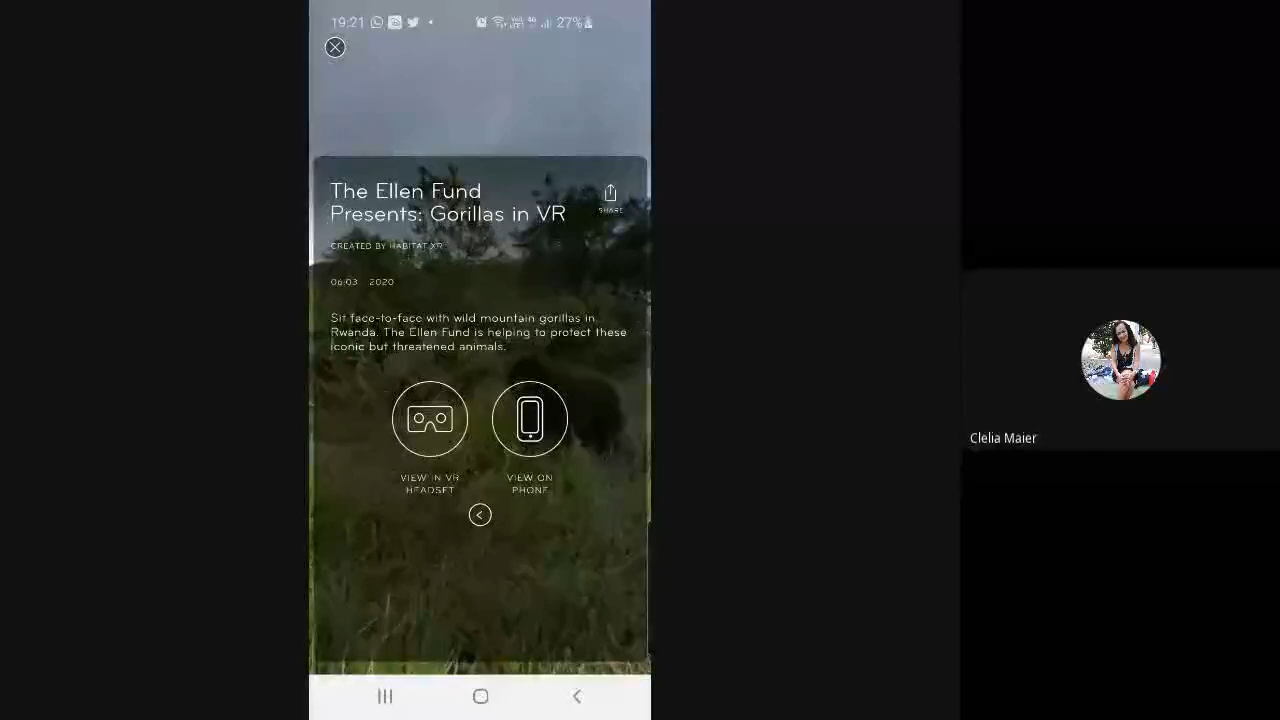 19:21 27%
The Ellen Fund
Presents: Gorillas in VR
SHARE
CREATED BY HABITAT XR
06:03 2020
Sit face-to-face with wild mountain gorillas in
Rwanda. The Ellen Fund is helping to protect these
iconic but threatened animals.
VIEW IN VR
HEADSET
VIEW ON
PHONE
Clelia Maier